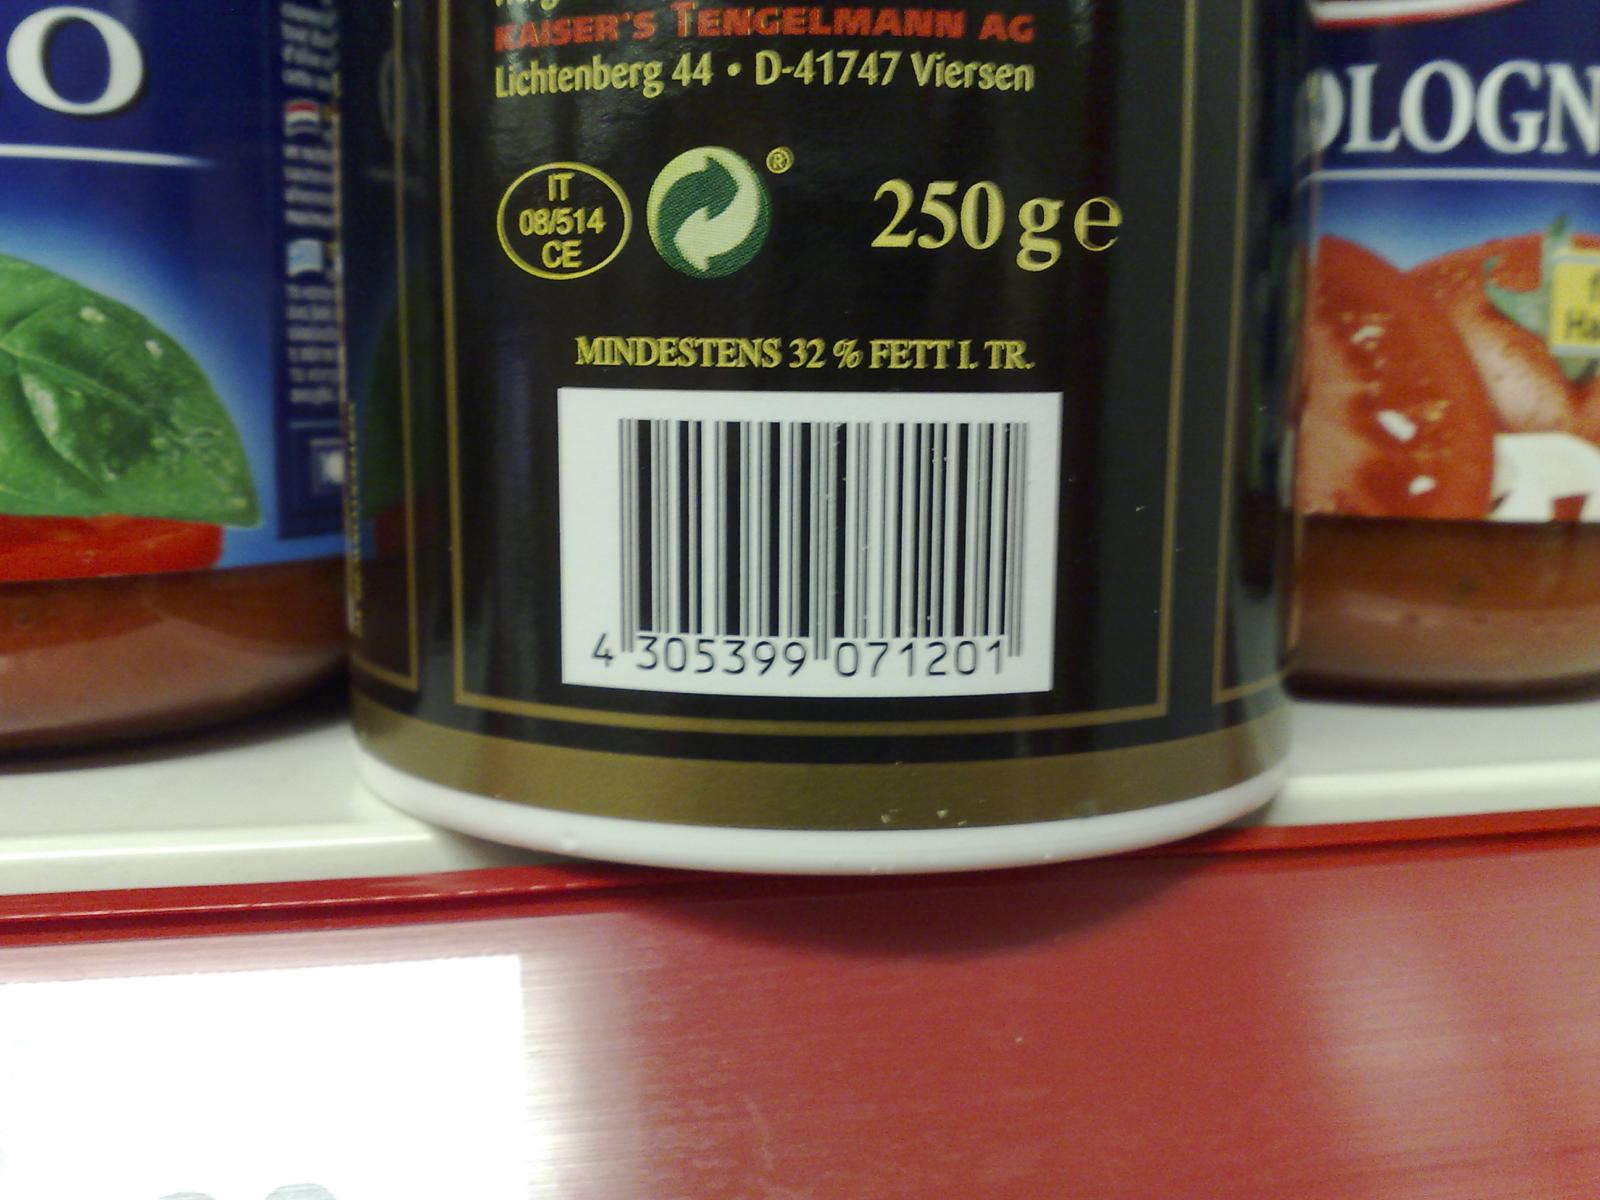 KAISER'S TENGELMANN AG
Lichtenberg 44 • D-41747 Viersen
IT
08/514
CE
®
250 g e
MINDESTENS 32 % FETT I. TR.
4 305399 071201
O
OLOGN